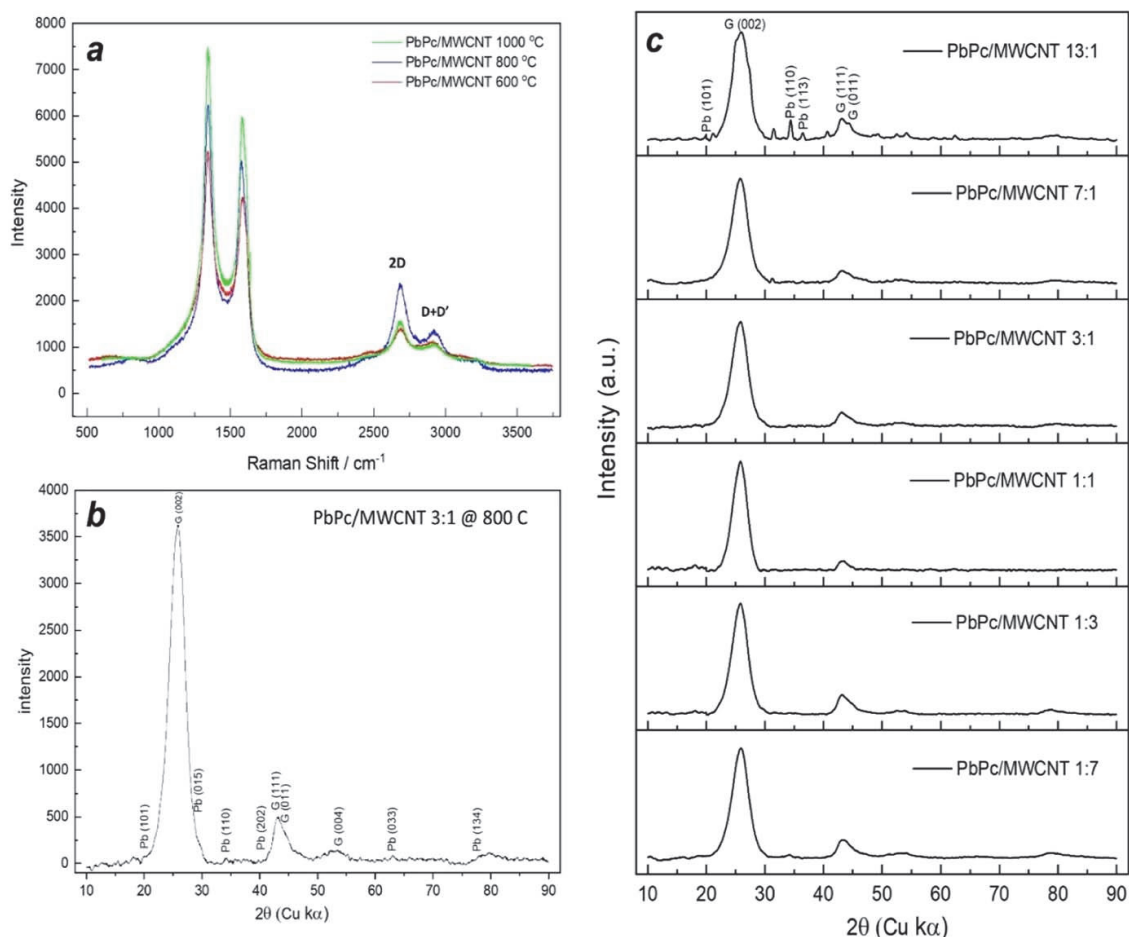 a
PbPc/MWCNT 1000 °C
PbPc/MWCNT 800 °C
PbPc/MWCNT 600 °C
8000
7000
6000
5000
4000
3000
2000
1000
0
Intensity
2D
D+D'
500 1000 1500 2000 2500 3000 3500
Raman Shift / cm⁻¹
b
PbPc/MWCNT 3:1 @ 800 C
4000
3500
3000
2500
2000
1500
1000
500
0
intensity
Pb (101)
G (002)
Pb (015)
Pb (110)
Pb (202)
G (111)
G (011)
G (004)
Pb (033)
Pb (134)
10 20 30 40 50 60 70 80 90
2θ (Cu kα)
c
G (002)
PbPc/MWCNT 13:1
Pb (101)
Pb (110)
Pb (113)
G (111)
G (011)
PbPc/MWCNT 7:1
PbPc/MWCNT 3:1
PbPc/MWCNT 1:1
PbPc/MWCNT 1:3
PbPc/MWCNT 1:7
Intensity (a.u.)
10 20 30 40 50 60 70 80 90
2θ (Cu kα)